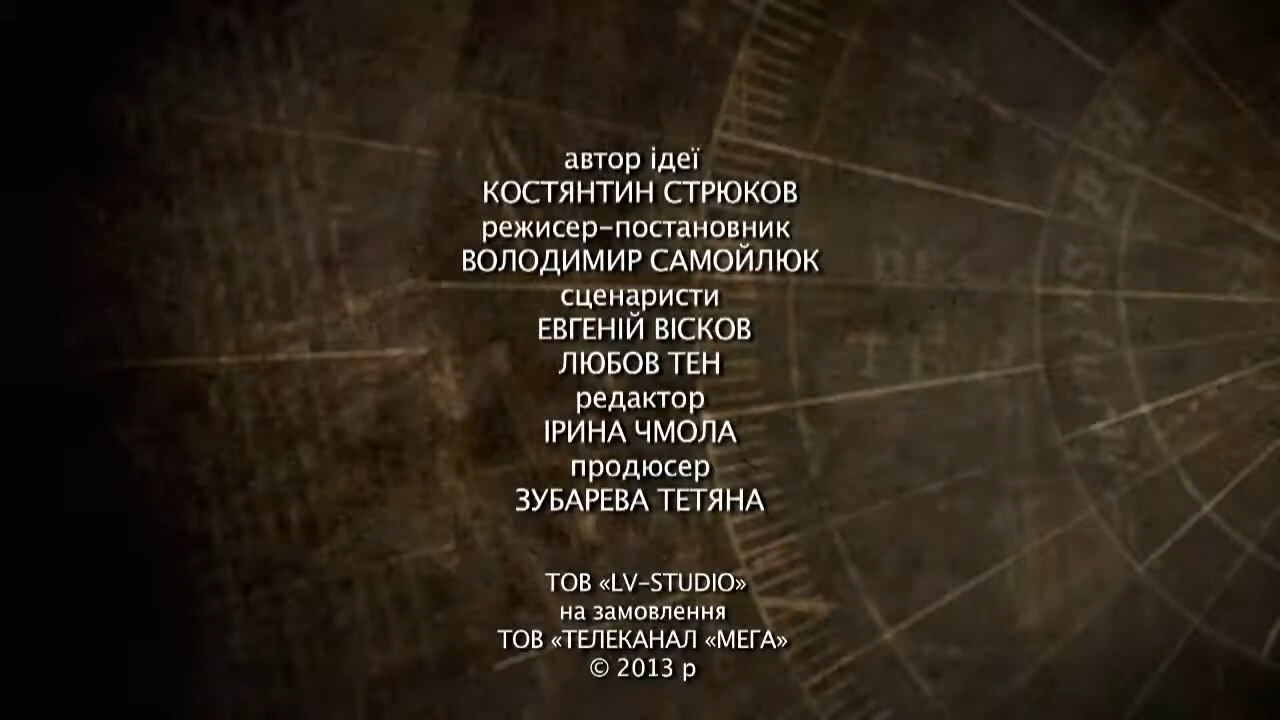 автор ідеї
КОСТЯНТИН СТРЮКОВ
режисер-постановник
ВОЛОДИМИР САМОЙЛЮК
сценаристи
ЕВГЕНІЙ ВІСКОВ
ЛЮБОВ ТЕН
редактор
ІРИНА ЧМОЛА
продюсер
ЗУБАРЕВА ТЕТЯНА
ТОВ «LV-STUDIO»
на замовлення
ТОВ «ТЕЛЕКАНАЛ «МЕГА»
© 2013 р